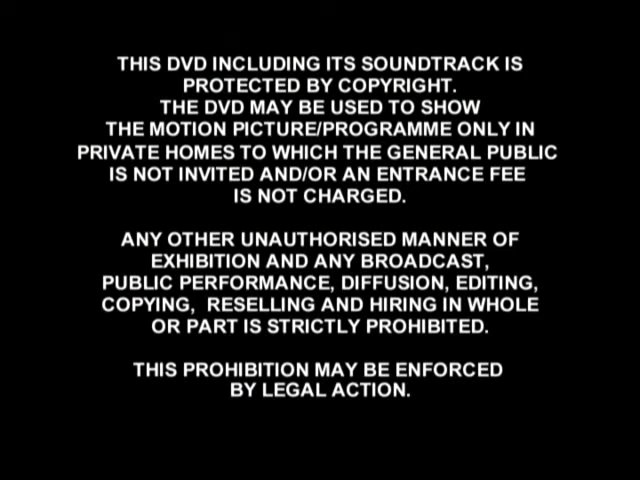 THIS DVD INCLUDING ITS SOUNDTRACK IS
PROTECTED BY COPYRIGHT.
THE DVD MAY BE USED TO SHOW
THE MOTION PICTURE/PROGRAMME ONLY IN
PRIVATE HOMES TO WHICH THE GENERAL PUBLIC
IS NOT INVITED AND/OR AN ENTRANCE FEE
IS NOT CHARGED.
ANY OTHER UNAUTHORISED MANNER OF
EXHIBITION AND ANY BROADCAST,
PUBLIC PERFORMANCE, DIFFUSION, EDITING,
COPYING,  RESELLING AND HIRING IN WHOLE
OR PART IS STRICTLY PROHIBITED.
THIS PROHIBITION MAY BE ENFORCED
BY LEGAL ACTION.